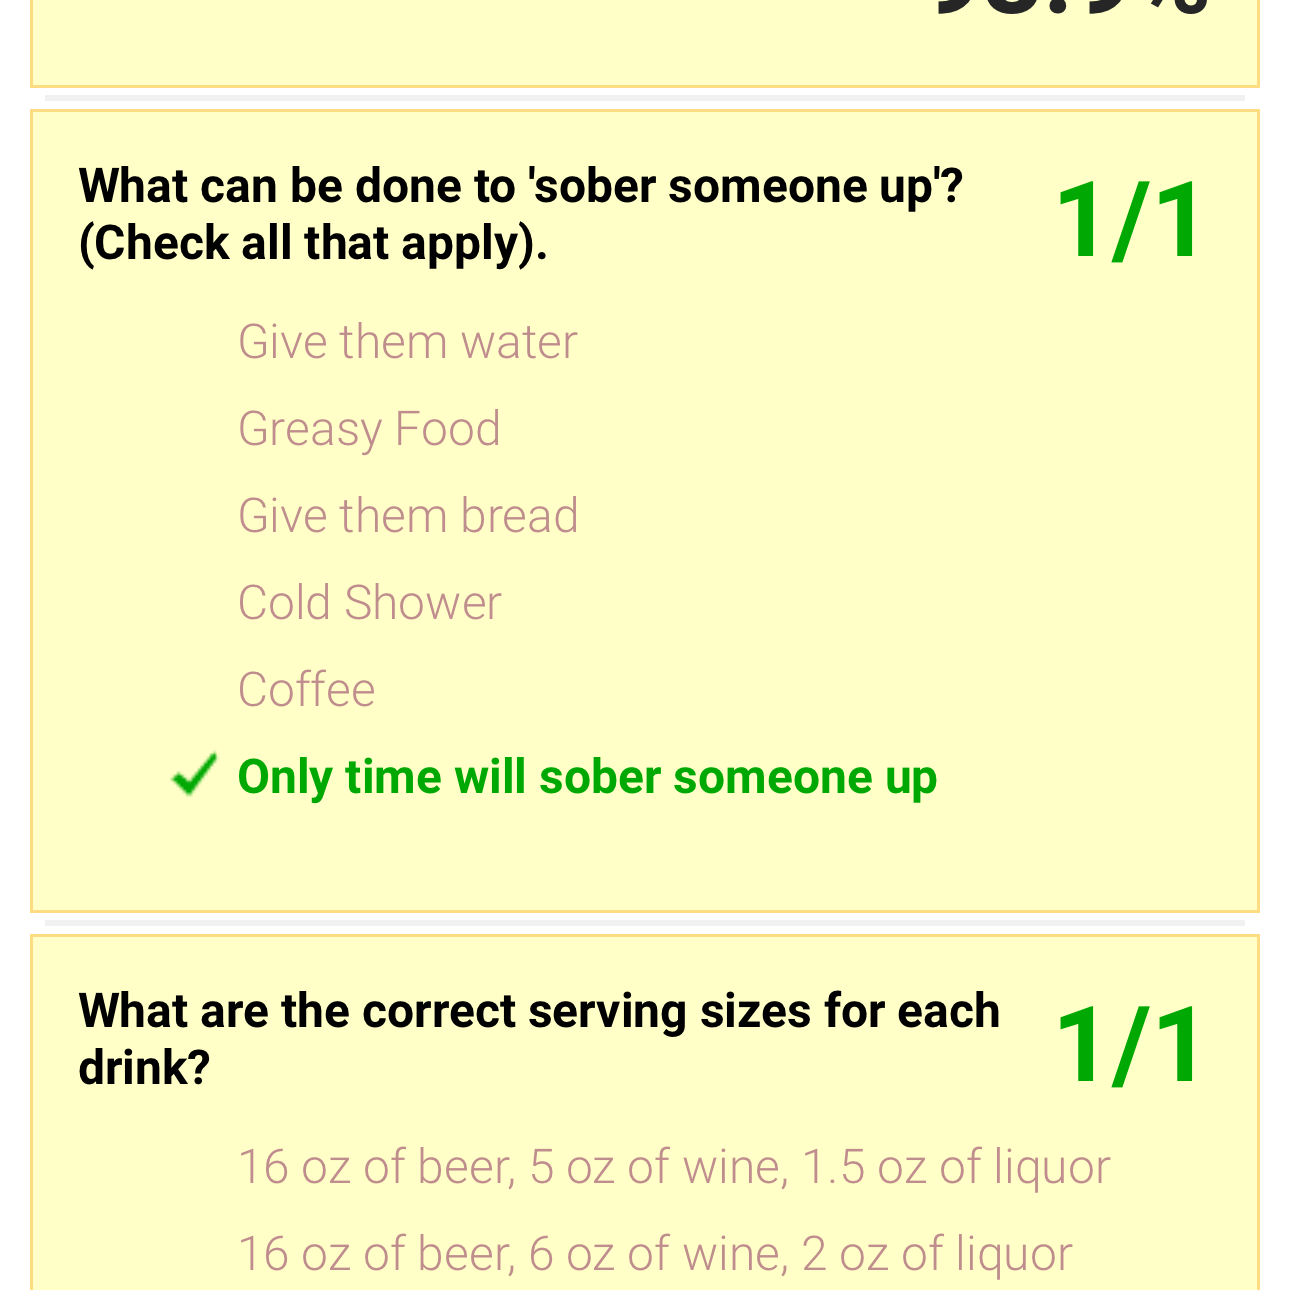 What can be done to 'sober someone up'?
(Check all that apply).
1/1
Give them water
Greasy Food
Give them bread
Cold Shower
Coffee
Only time will sober someone up
What are the correct serving sizes for each
drink?
1/1
16 oz of beer, 5 oz of wine, 1.5 oz of liquor
16 oz of beer, 6 oz of wine, 2 oz of liquor